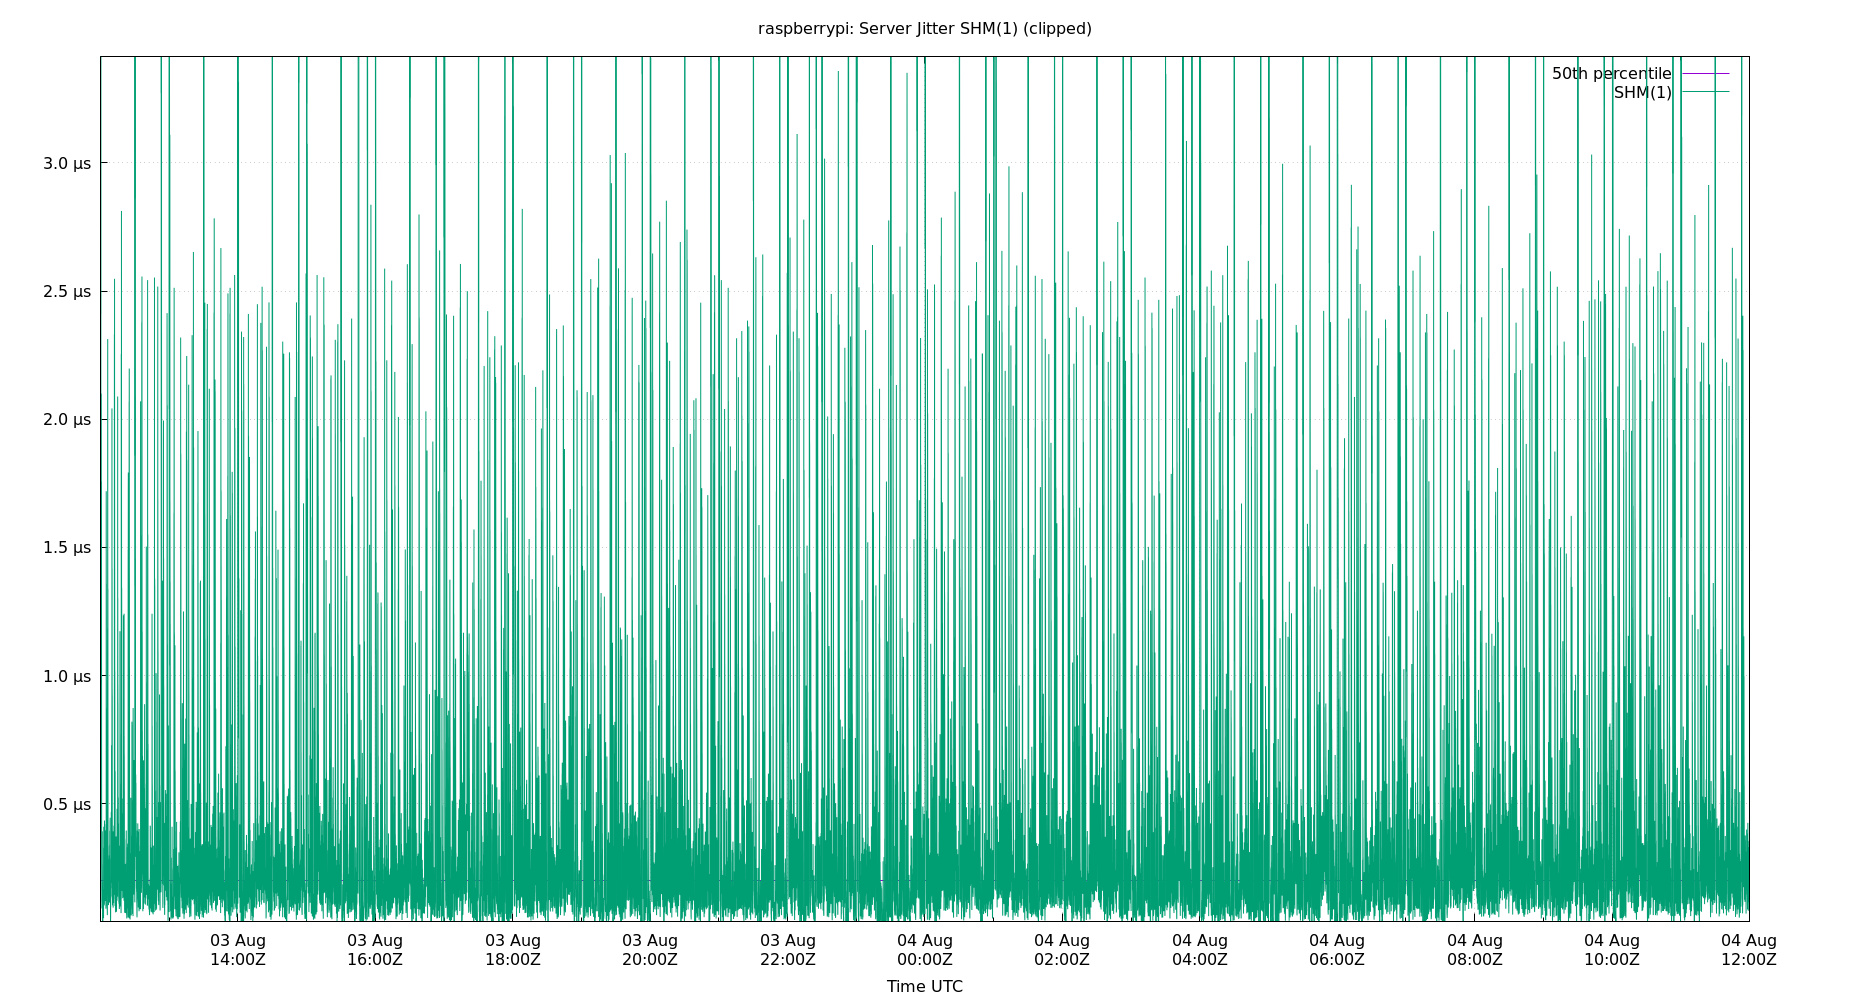 raspberrypi: Server Jitter SHM(1) (clipped)
50th percentile
SHM(1)
3.0 µs
2.5 µs
2.0 µs
1.5 µs
1.0 µs
0.5 µs
03 Aug 03 Aug 03 Aug 03 Aug 03 Aug 04 Aug 04 Aug 04 Aug 04 Aug 04 Aug 04 Aug 04 Aug
14:00Z 16:00Z 18:00Z 20:00Z 22:00Z 00:00Z 02:00Z 04:00Z 06:00Z 08:00Z 10:00Z 12:00Z
Time UTC